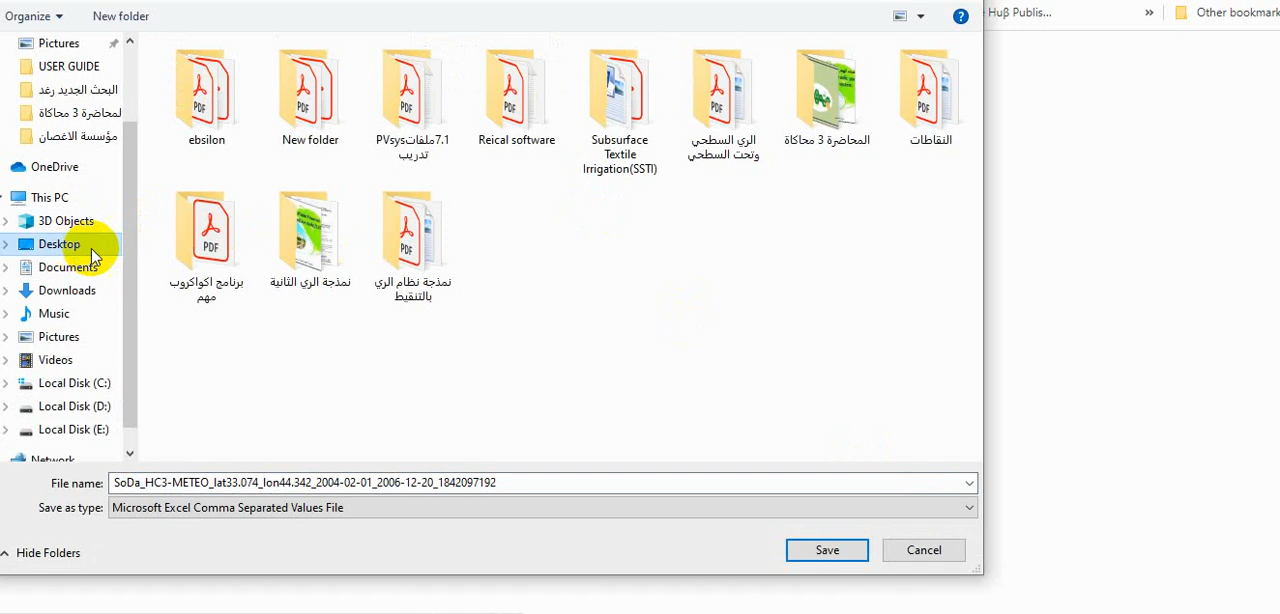 Organize
New folder
Huß Publis...
»
Other bookmark
Pictures
USER GUIDE
البحث الجديد رغد
لمحاضرة 3 محاكاة
مؤسسة الاغصان
OneDrive
This PC
3D Objects
Desktop
Documents
Downloads
Music
Pictures
Videos
Local Disk (C:)
Local Disk (D:)
Local Disk (E:)
Network
ebsilon
New folder
PVsysملفات7.1
تدريب
Reical software
Subsurface
Textile
Irrigation(SSTI)
الري السطحي
وتحت السطحي
المحاضرة 3 محاكاة
النقاطات
برنامج اكواكروب
مهم
نمذجة الري الثانية
نمذجة نظام الري
بالتنقيط
File name: SoDa_HC3-METEO_lat33.074_lon44.342_2004-02-01_2006-12-20_1842097192
Save as type: Microsoft Excel Comma Separated Values File
Hide Folders
Save
Cancel